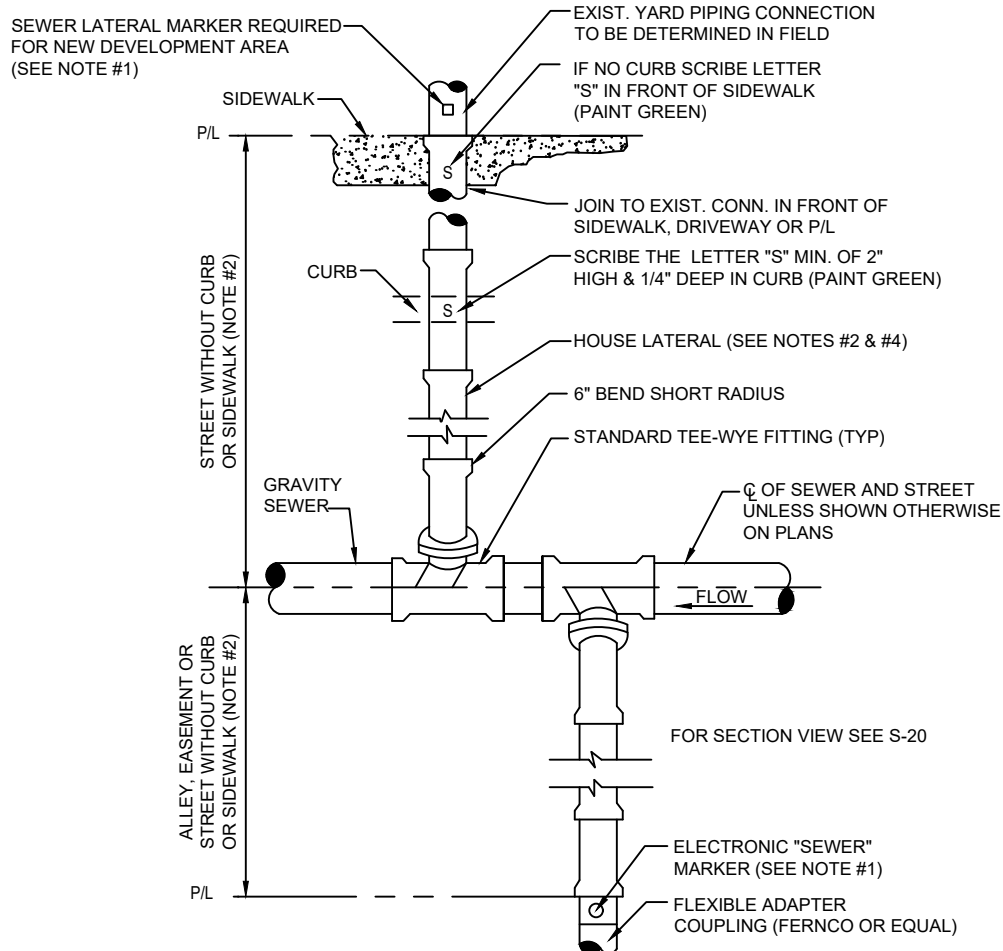 SEWER LATERAL MARKER REQUIRED
FOR NEW DEVELOPMENT AREA
(SEE NOTE #1)
EXIST. YARD PIPING CONNECTION
TO BE DETERMINED IN FIELD
IF NO CURB SCRIBE LETTER
"S" IN FRONT OF SIDEWALK
(PAINT GREEN)
SIDEWALK
P/L
S
JOIN TO EXIST. CONN. IN FRONT OF
SIDEWALK, DRIVEWAY OR P/L
SCRIBE THE LETTER "S" MIN. OF 2"
HIGH & 1/4" DEEP IN CURB (PAINT GREEN)
CURB
S
HOUSE LATERAL (SEE NOTES #2 & #4)
6" BEND SHORT RADIUS
STANDARD TEE-WYE FITTING (TYP)
STREET WITHOUT CURB
OR SIDEWALK (NOTE #2)
GRAVITY
SEWER
℄ OF SEWER AND STREET
UNLESS SHOWN OTHERWISE
ON PLANS
FLOW
ALLEY, EASEMENT OR
STREET WITHOUT CURB
OR SIDEWALK (NOTE #2)
FOR SECTION VIEW SEE S-20
ELECTRONIC "SEWER"
MARKER (SEE NOTE #1)
P/L
FLEXIBLE ADAPTER
COUPLING (FERNCO OR EQUAL)